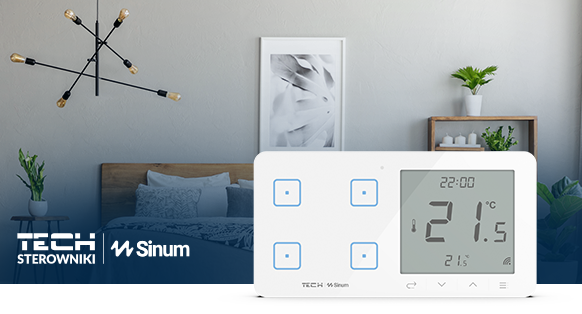 TECH
STEROWNIKI
Sinum
22:00
21.5 °C
21.5 °C
TECH Sinum